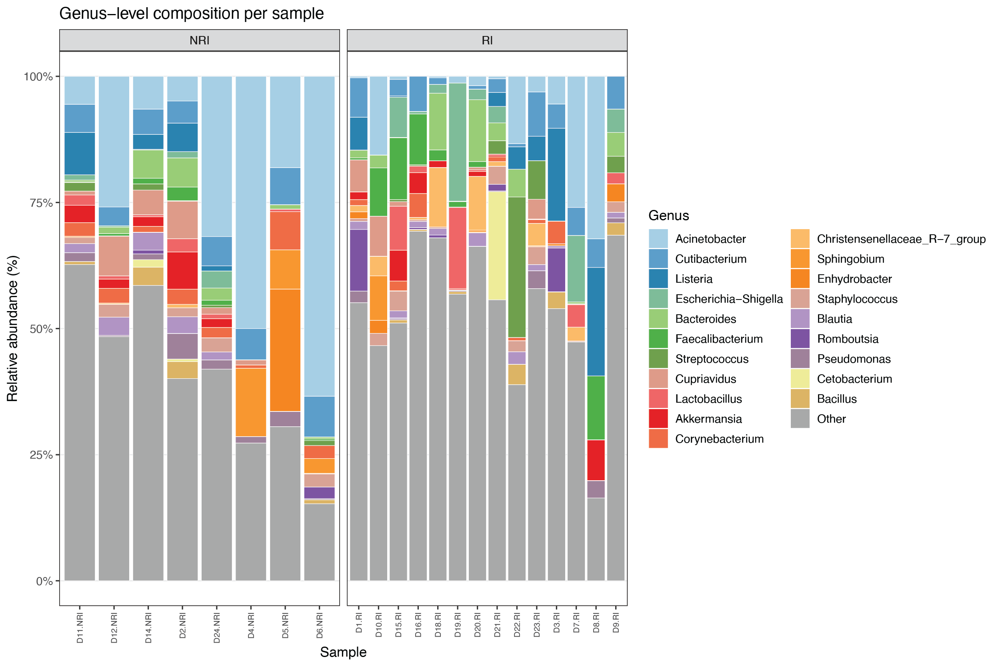 Genus−level composition per sample
NRI
RI
100%
75%
50%
25%
0%
Relative abundance (%)
D11.NRI
D12.NRI
D14.NRI
D2.NRI
D24.NRI
D4.NRI
D5.NRI
D6.NRI
D1.RI
D10.RI
D15.RI
D16.RI
D18.RI
D19.RI
D20.RI
D21.RI
D22.RI
D23.RI
D3.RI
D7.RI
D8.RI
D9.RI
Sample
Genus
Acinetobacter
Cutibacterium
Listeria
Escherichia−Shigella
Bacteroides
Faecalibacterium
Streptococcus
Cupriavidus
Lactobacillus
Akkermansia
Corynebacterium
Christensenellaceae_R−7_group
Sphingobium
Enhydrobacter
Staphylococcus
Blautia
Romboutsia
Pseudomonas
Cetobacterium
Bacillus
Other